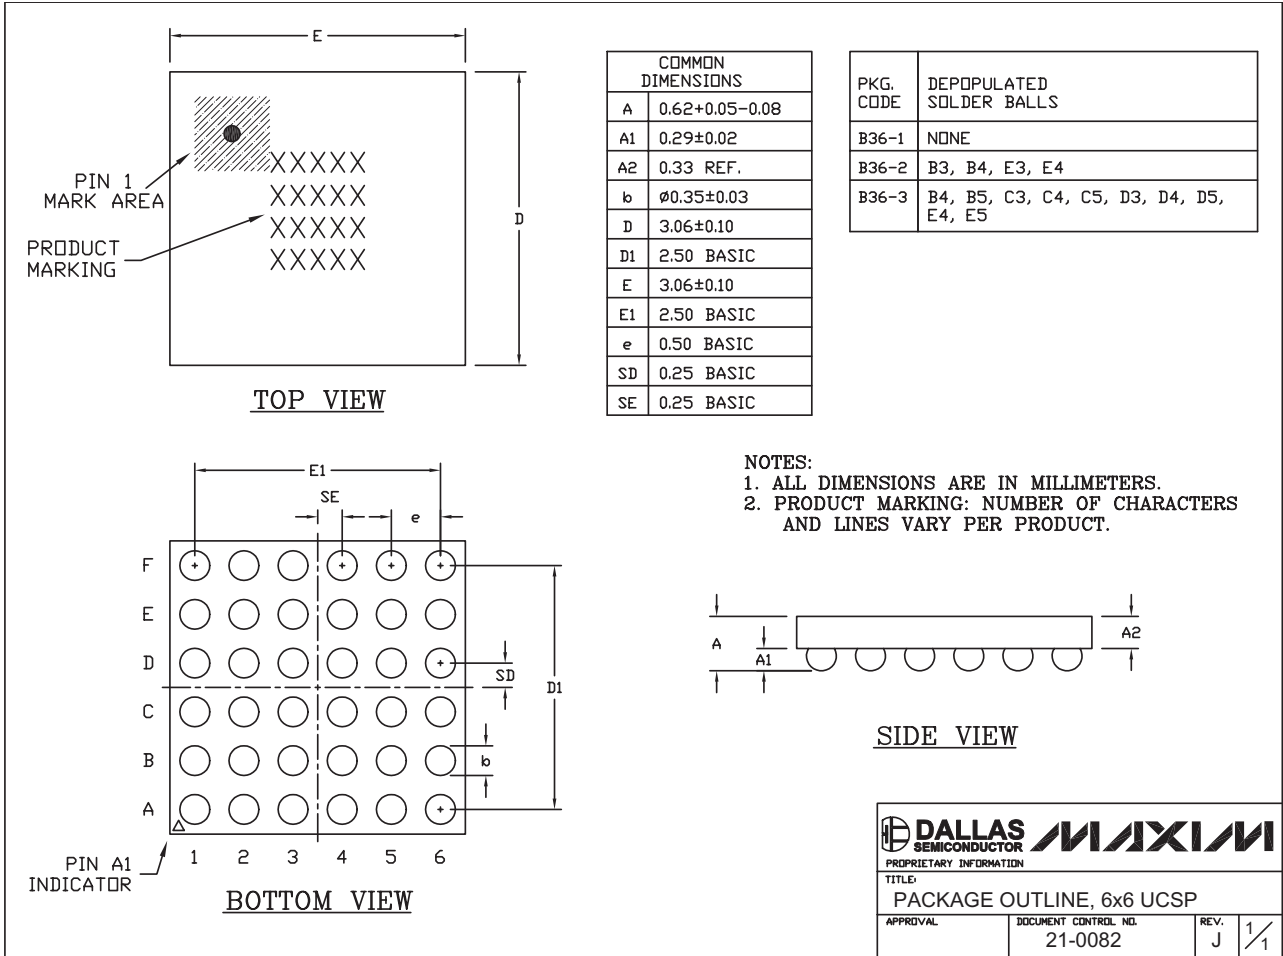 E
D
PIN 1
MARK AREA
PRODUCT
MARKING
XXXXX
XXXXX
XXXXX
XXXXX
TOP VIEW
COMMON
DIMENSIONS
A 0.62+0.05-0.08
A1 0.29±0.02
A2 0.33 REF.
b Ø0.35±0.03
D 3.06±0.10
D1 2.50 BASIC
E 3.06±0.10
E1 2.50 BASIC
e 0.50 BASIC
SD 0.25 BASIC
SE 0.25 BASIC
PKG. CODE
DEPOPULATED SOLDER BALLS
B36-1 NONE
B36-2 B3, B4, E3, E4
B36-3 B4, B5, C3, C4, C5, D3, D4, D5,
E4, E5
NOTES:
1. ALL DIMENSIONS ARE IN MILLIMETERS.
2. PRODUCT MARKING: NUMBER OF CHARACTERS
AND LINES VARY PER PRODUCT.
E1
SE
e
F
E
D
C
B
A
SD
D1
b
1 2 3 4 5 6
PIN A1
INDICATOR
BOTTOM VIEW
A
A1
A2
SIDE VIEW
DALLAS
SEMICONDUCTOR
MAXIM
PROPRIETARY INFORMATION
TITLE:
PACKAGE OUTLINE, 6x6 UCSP
APPROVAL
DOCUMENT CONTROL NO.
21-0082
REV.
J
1/1